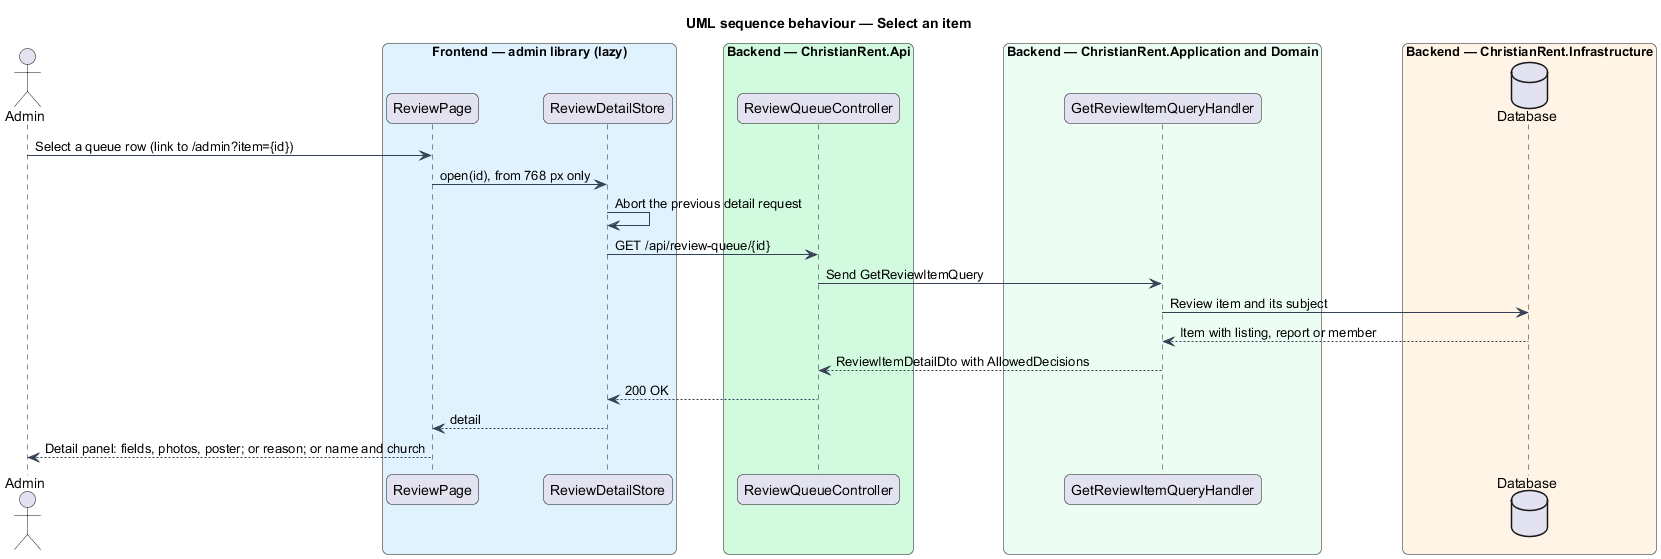 UML sequence behaviour — Select an item
Frontend — admin library (lazy)
Backend — ChristianRent.Api
Backend — ChristianRent.Application and Domain
Backend — ChristianRent.Infrastructure
Admin
ReviewPage
ReviewDetailStore
ReviewQueueController
GetReviewItemQueryHandler
Database
Select a queue row (link to /admin?item={id})
open(id), from 768 px only
Abort the previous detail request
GET /api/review-queue/{id}
Send GetReviewItemQuery
Review item and its subject
Item with listing, report or member
ReviewItemDetailDto with AllowedDecisions
200 OK
detail
Detail panel: fields, photos, poster; or reason; or name and church
Admin
ReviewPage
ReviewDetailStore
ReviewQueueController
GetReviewItemQueryHandler
Database